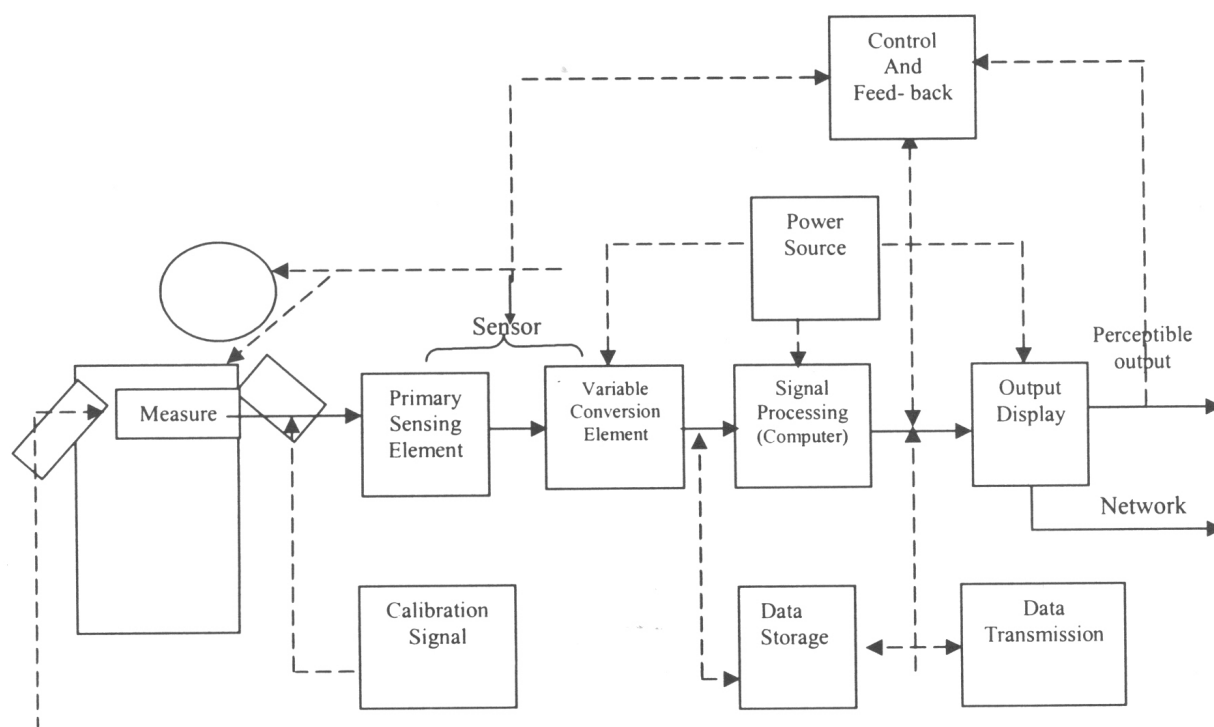 Control
And
Feed- back
Power
Source
Sensor
Perceptible
output
Measure
Primary
Sensing
Element
Variable
Conversion
Element
Signal
Processing
(Computer)
Output
Display
Network
Calibration
Signal
Data
Storage
Data
Transmission